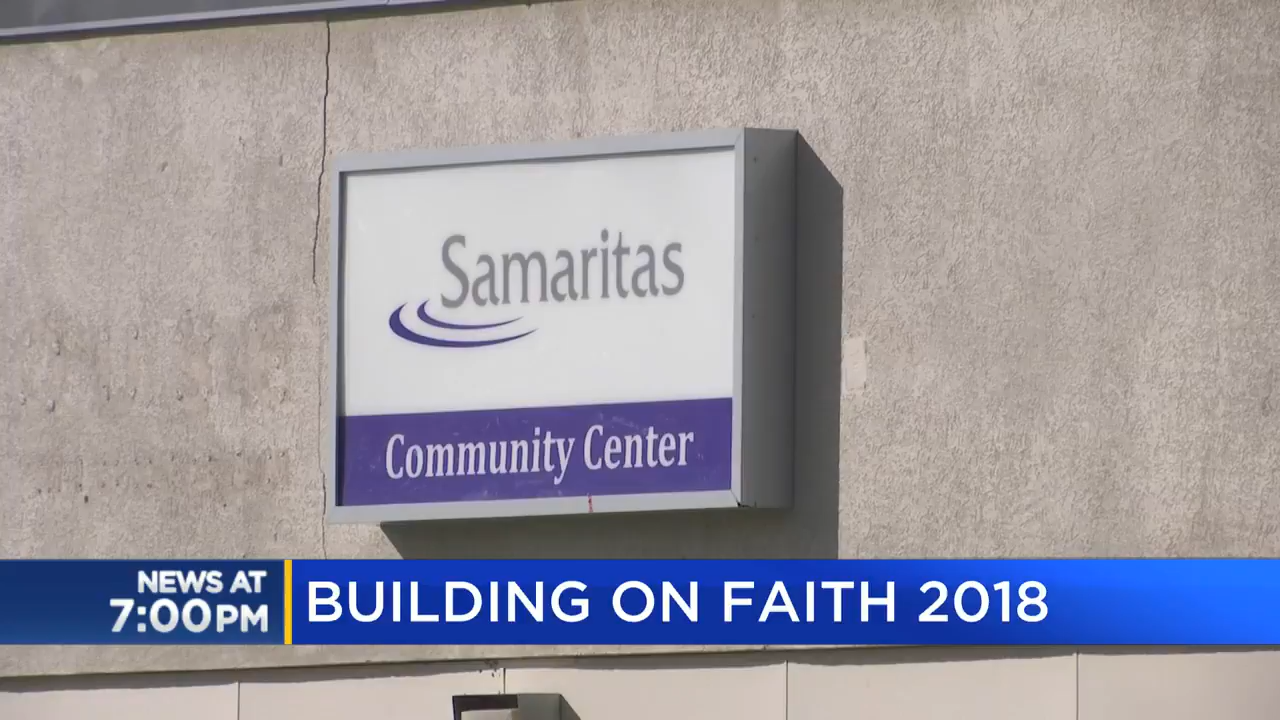 Samaritas
Community Center
NEWS AT
7:00PM
BUILDING ON FAITH 2018